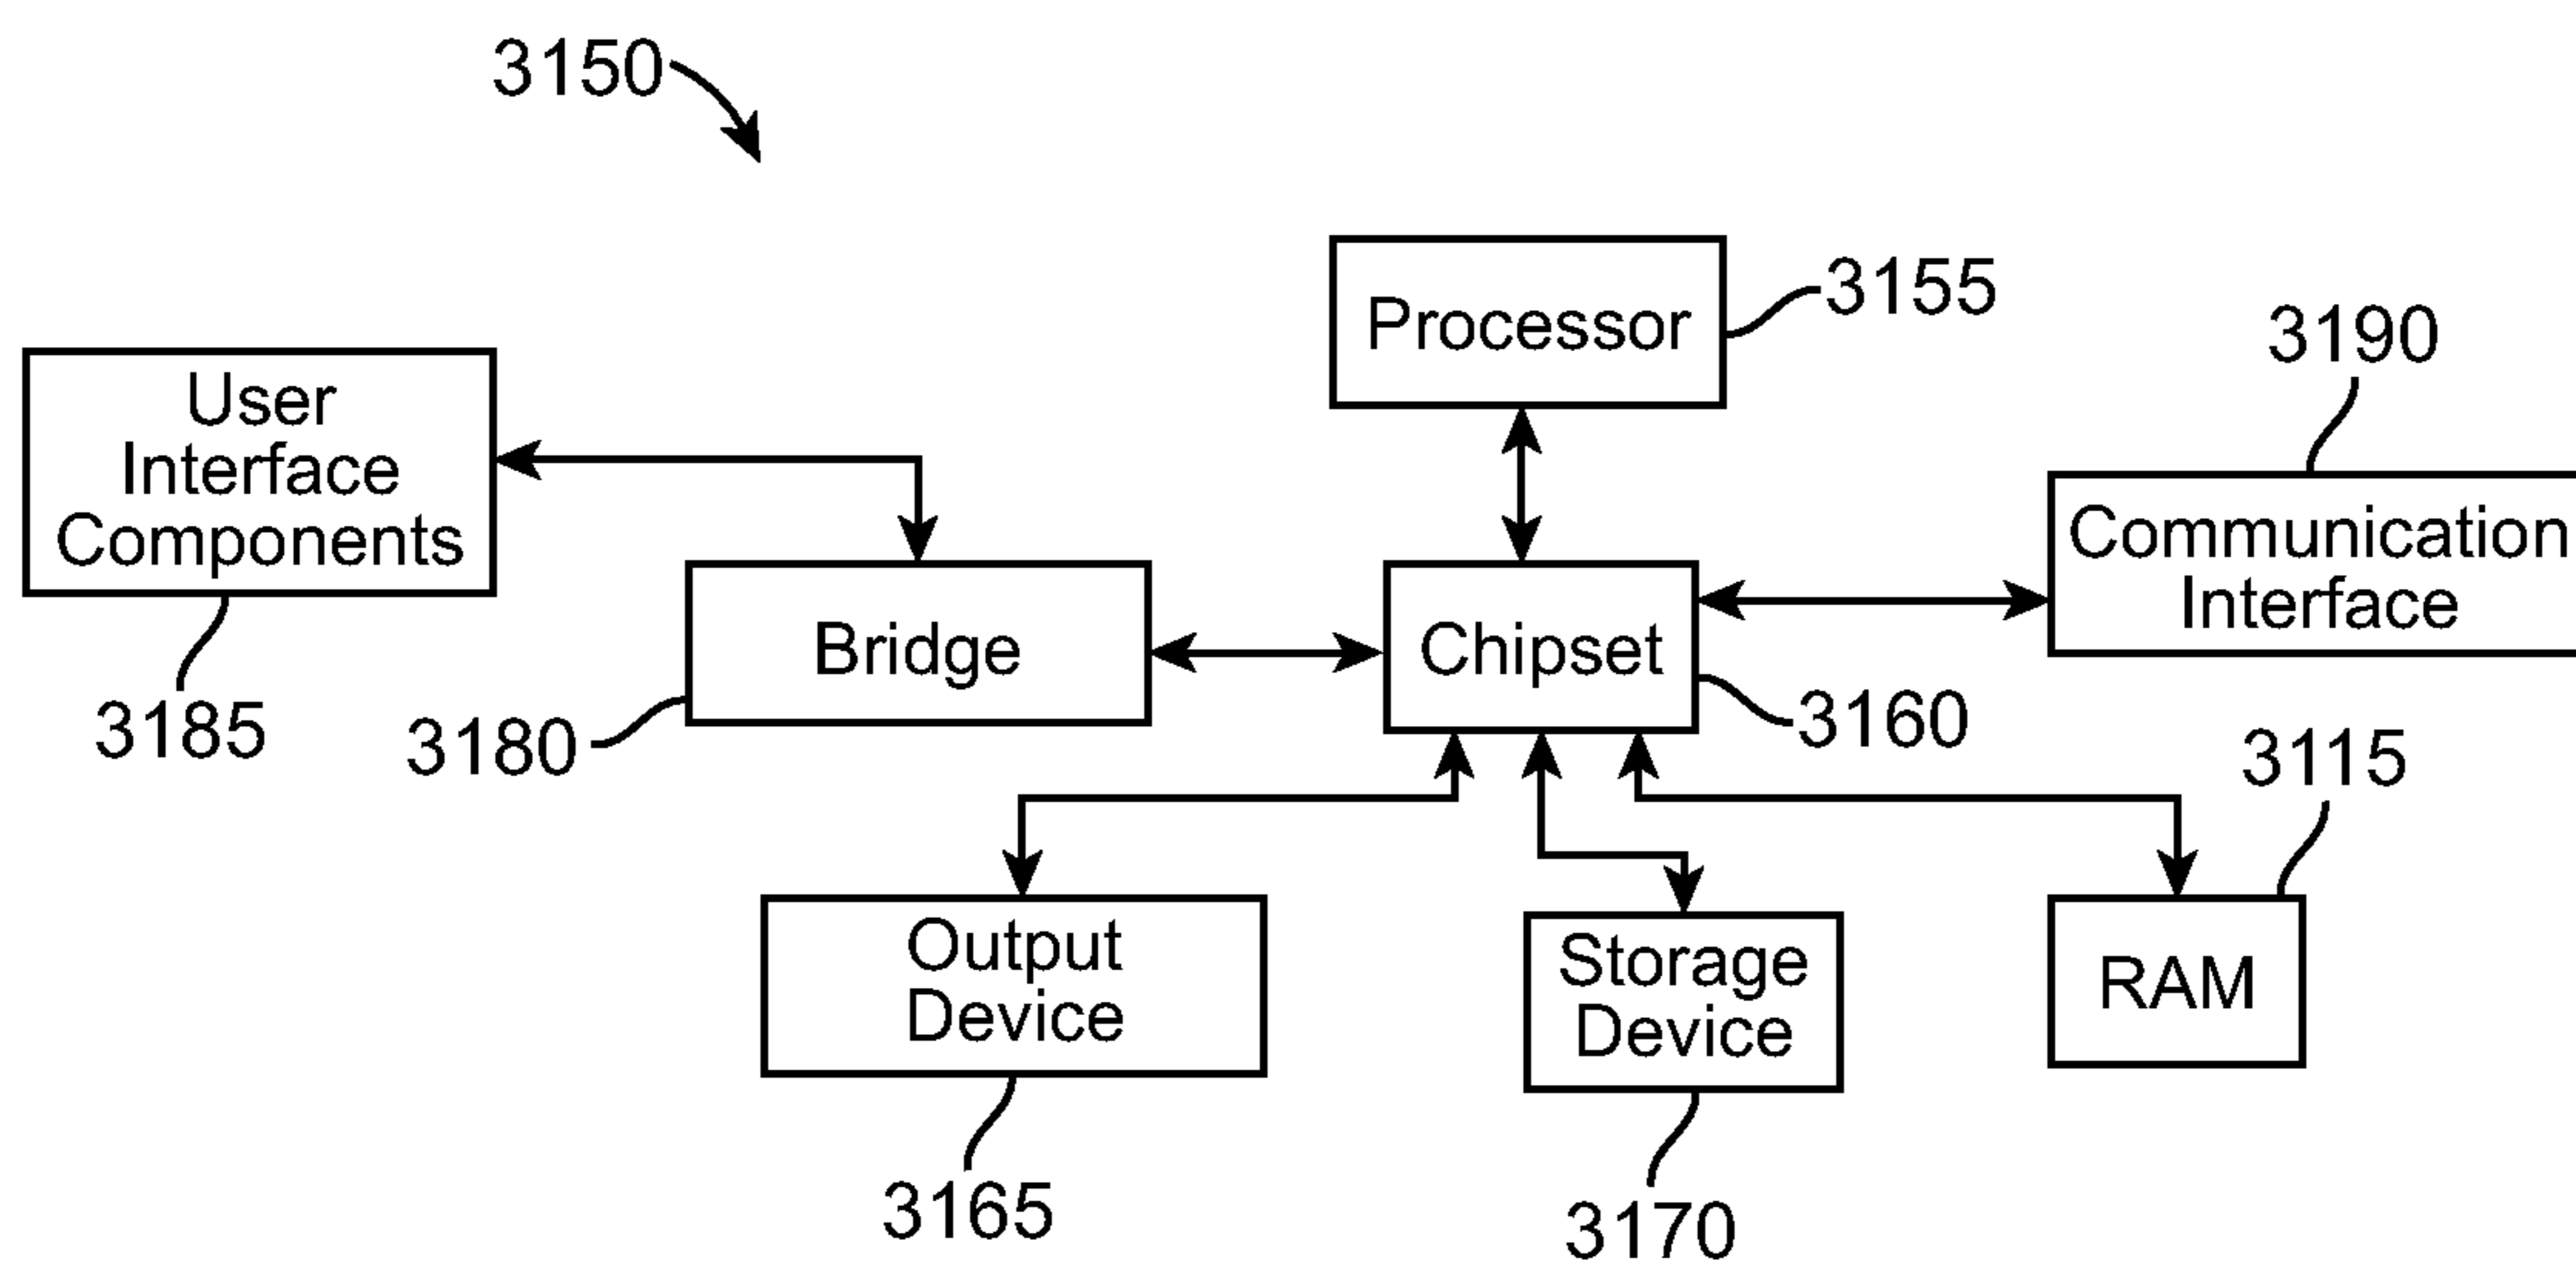 3150
Processor
3155
3190
User
Interface
Components
Communication
Interface
Bridge
Chipset
3185
3180
3160
3115
Output
Device
Storage
Device
RAM
3165
3170